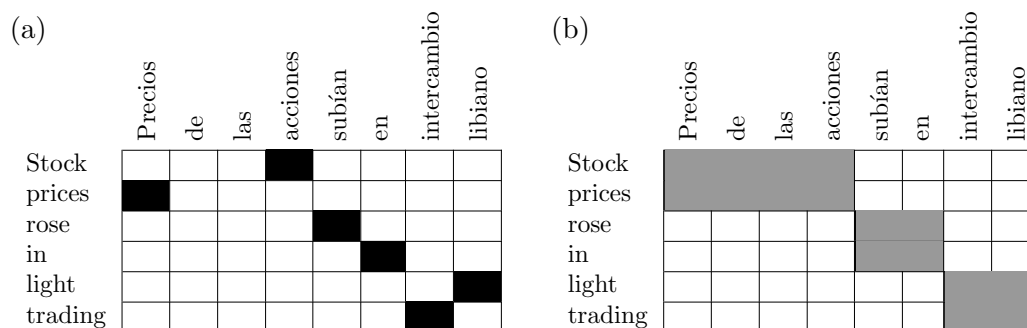 (a)
Precios
de
las
acciones
subían
en
intercambio
libiano
Stock
prices
rose
in
light
trading
(b)
Precios
de
las
acciones
subían
en
intercambio
libiano
Stock
prices
rose
in
light
trading